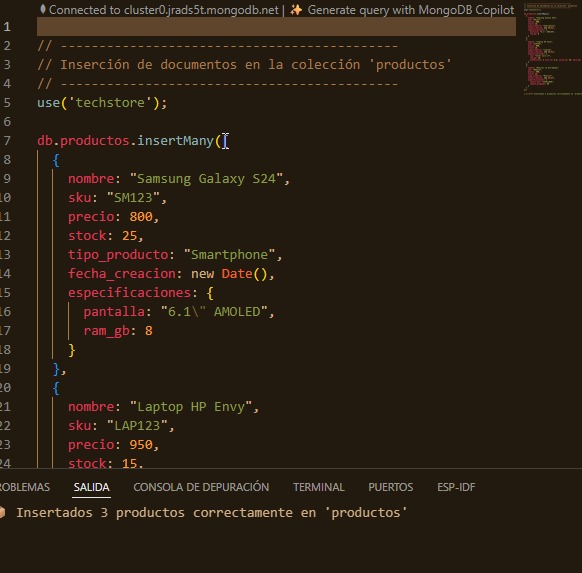 Connected to cluster0.jrads5t.mongodb.net | ✨ Generate query with MongoDB Copilot
1
2 // ----------------------------------------
3 // Inserción de documentos en la colección 'productos'
4 // ----------------------------------------
5 use('techstore');
6
7 db.productos.insertMany([
8 {
9 nombre: "Samsung Galaxy S24",
10 sku: "SM123",
11 precio: 800,
12 stock: 25,
13 tipo_producto: "Smartphone",
14 fecha_creacion: new Date(),
15 especificaciones: {
16 pantalla: "6.1\" AMOLED",
17 ram_gb: 8
18 }
19 },
20 {
21 nombre: "Laptop HP Envy",
22 sku: "LAP123",
23 precio: 950,
24 stock: 15,
ROBLEMAS SALIDA CONSOLA DE DEPURACIÓN TERMINAL PUERTOS ESP-IDF
Insertados 3 productos correctamente en 'productos'